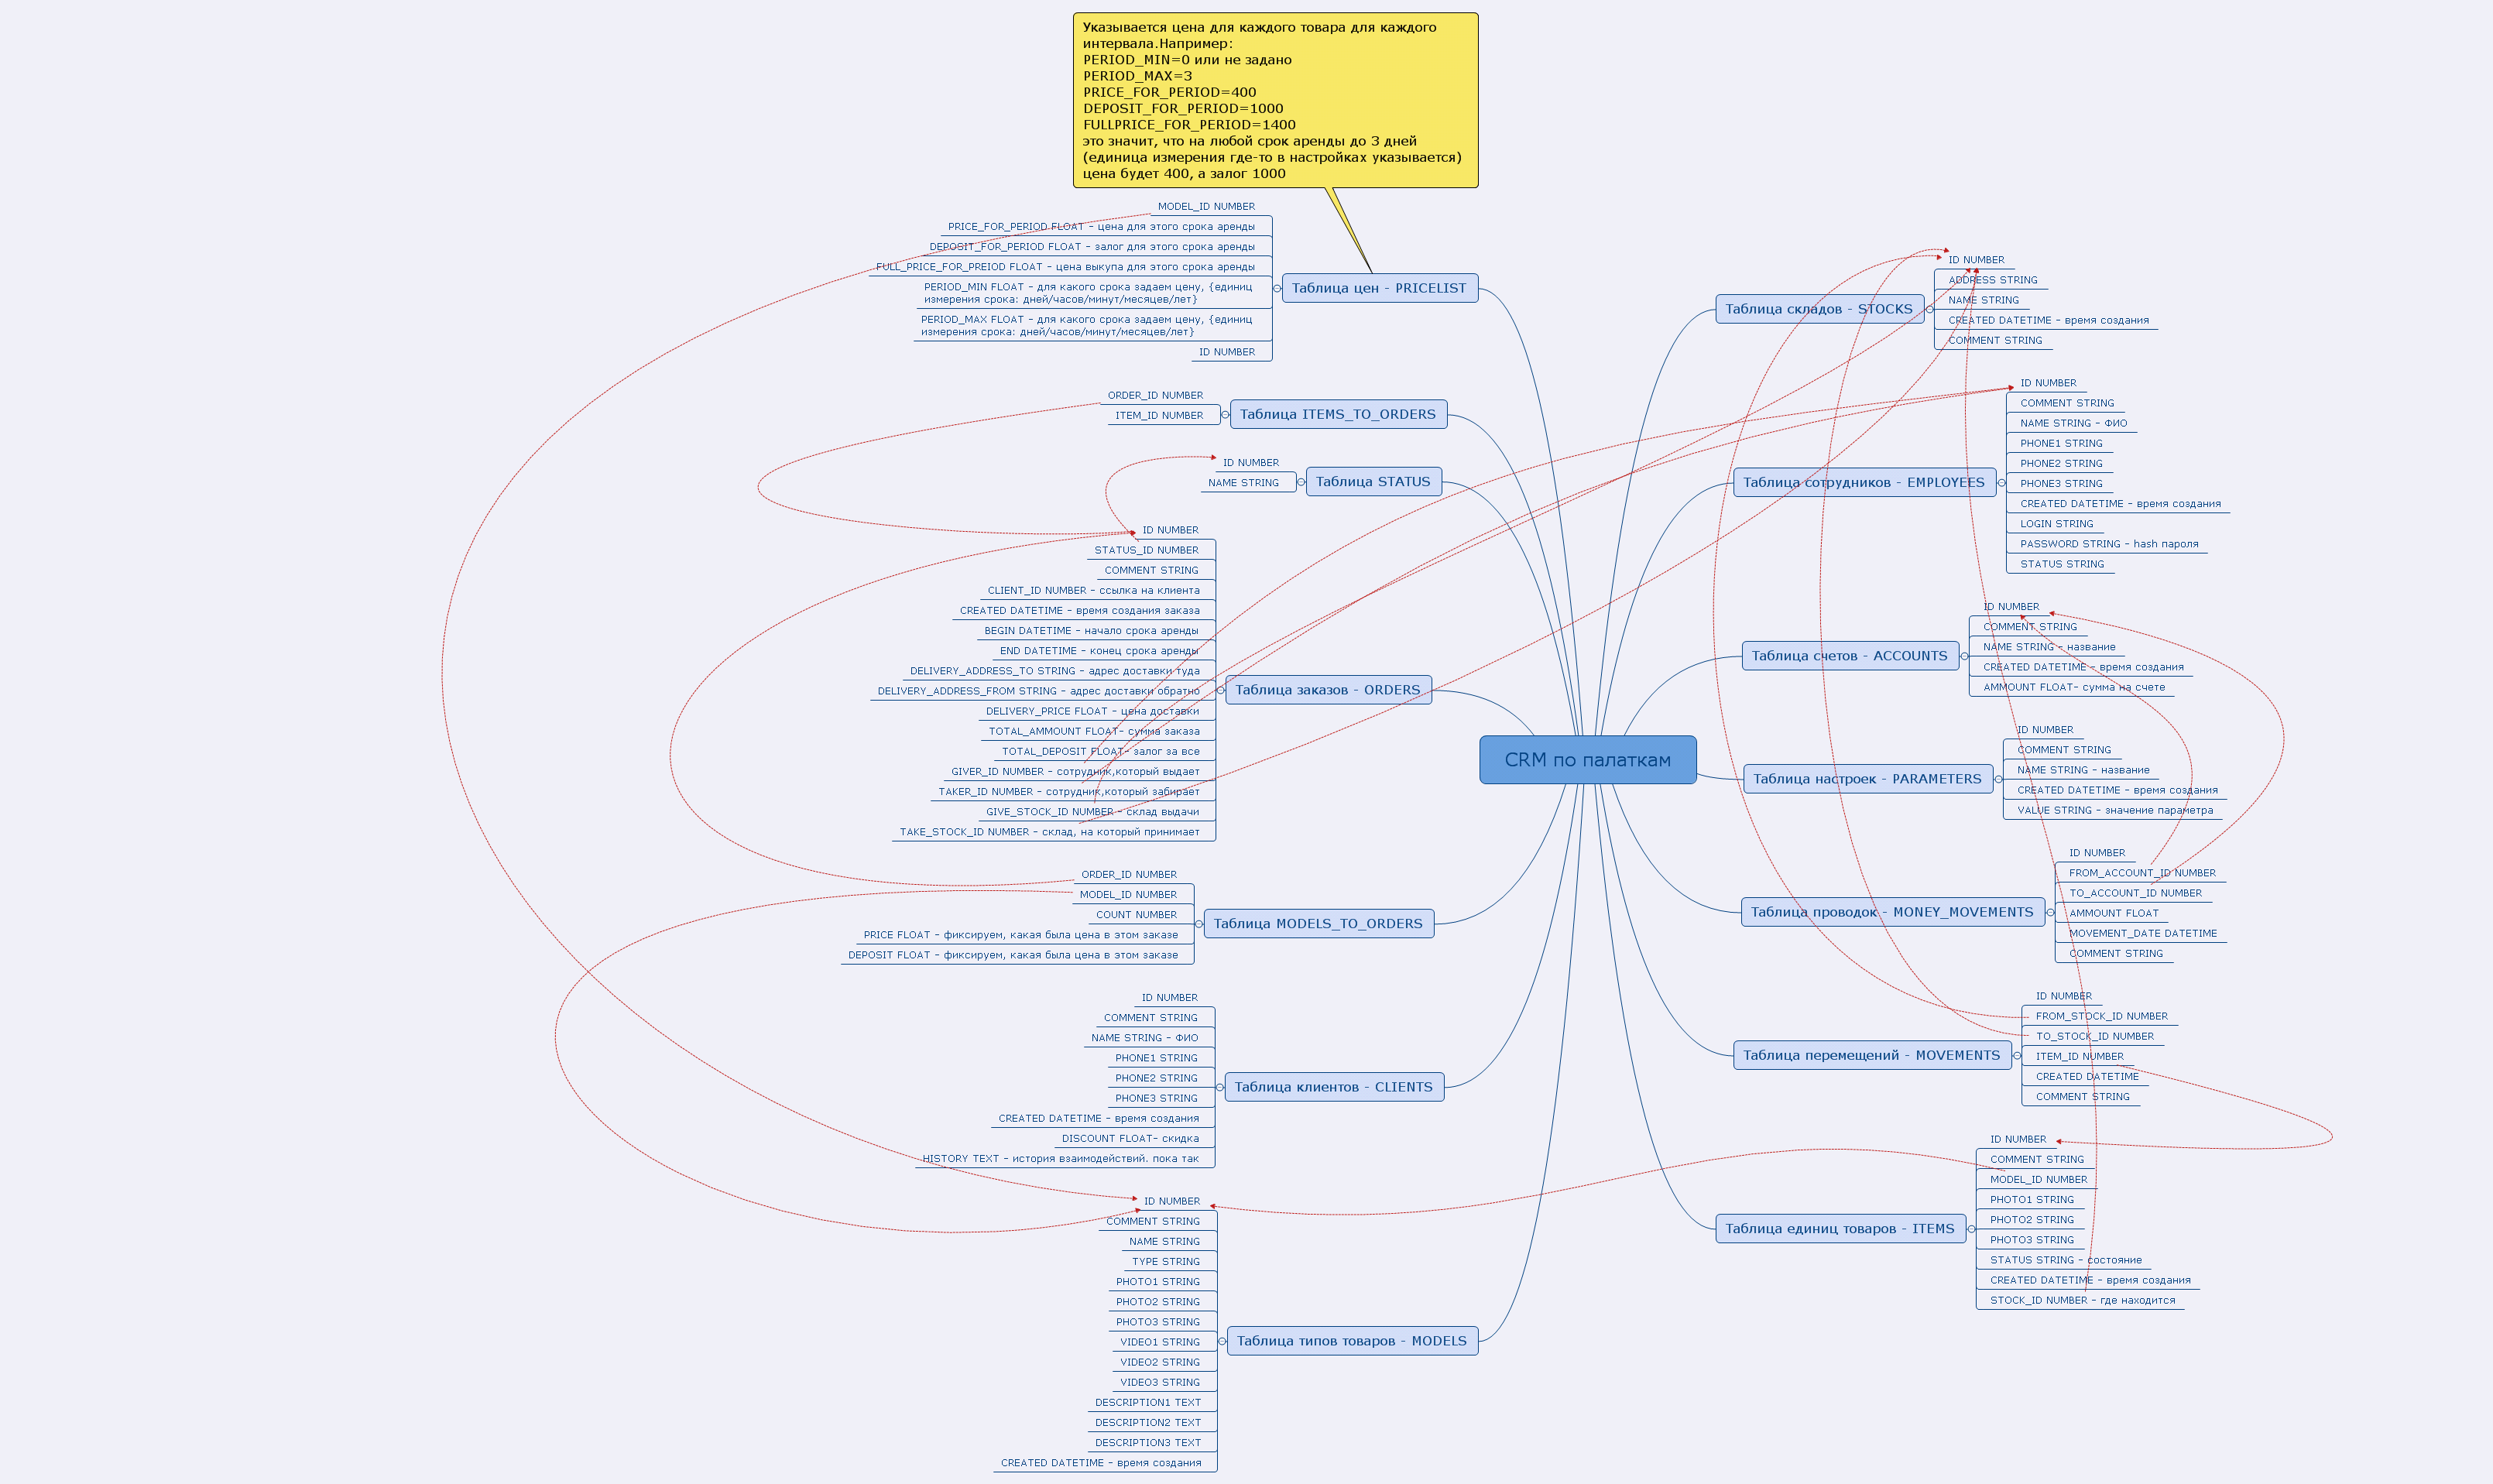 Указывается цена для каждого товара для каждого
интервала.Например:
PERIOD_MIN=0 или не задано
PERIOD_MAX=3
PRICE_FOR_PERIOD=400
DEPOSIT_FOR_PERIOD=1000
FULLPRICE_FOR_PERIOD=1400
это значит, что на любой срок аренды до 3 дней
(единица измерения где-то в настройках указывается)
цена будет 400, а залог 1000
MODEL_ID NUMBER
PRICE_FOR_PERIOD FLOAT - цена для этого срока аренды
DEPOSIT_FOR_PERIOD FLOAT - залог для этого срока аренды
FULL_PRICE_FOR_PREIOD FLOAT - цена выкупа для этого срока аренды
PERIOD_MIN FLOAT - для какого срока задаем цену, {единиц
измерения срока: дней/часов/минут/месяцев/лет}
PERIOD_MAX FLOAT - для какого срока задаем цену, {единиц
измерения срока: дней/часов/минут/месяцев/лет}
ID NUMBER
Таблица цен - PRICELIST
ORDER_ID NUMBER
ITEM_ID NUMBER
Таблица ITEMS_TO_ORDERS
ID NUMBER
NAME STRING
Таблица STATUS
ID NUMBER
STATUS_ID NUMBER
COMMENT STRING
CLIENT_ID NUMBER - ссылка на клиента
CREATED DATETIME - время создания заказа
BEGIN DATETIME - начало срока аренды
END DATETIME - конец срока аренды
DELIVERY_ADDRESS_TO STRING - адрес доставки туда
DELIVERY_ADDRESS_FROM STRING - адрес доставки обратно
DELIVERY_PRICE FLOAT - цена доставки
TOTAL_AMMOUNT FLOAT- сумма заказа
TOTAL_DEPOSIT FLOAT- залог за все
GIVER_ID NUMBER - сотрудник,который выдает
TAKER_ID NUMBER - сотрудник,который забирает
GIVE_STOCK_ID NUMBER - склад выдачи
TAKE_STOCK_ID NUMBER - склад, на который принимает
Таблица заказов - ORDERS
ORDER_ID NUMBER
MODEL_ID NUMBER
COUNT NUMBER
PRICE FLOAT - фиксируем, какая была цена в этом заказе
DEPOSIT FLOAT - фиксируем, какая была цена в этом заказе
Таблица MODELS_TO_ORDERS
ID NUMBER
COMMENT STRING
NAME STRING - ФИО
PHONE1 STRING
PHONE2 STRING
PHONE3 STRING
CREATED DATETIME - время создания
DISCOUNT FLOAT- скидка
HISTORY TEXT - история взаимодействий. пока так
Таблица клиентов - CLIENTS
ID NUMBER
COMMENT STRING
NAME STRING
TYPE STRING
PHOTO1 STRING
PHOTO2 STRING
PHOTO3 STRING
VIDEO1 STRING
VIDEO2 STRING
VIDEO3 STRING
DESCRIPTION1 TEXT
DESCRIPTION2 TEXT
DESCRIPTION3 TEXT
CREATED DATETIME - время создания
Таблица типов товаров - MODELS
CRM по палаткам
Таблица складов - STOCKS
ID NUMBER
ADDRESS STRING
NAME STRING
CREATED DATETIME - время создания
COMMENT STRING
Таблица сотрудников - EMPLOYEES
ID NUMBER
COMMENT STRING
NAME STRING - ФИО
PHONE1 STRING
PHONE2 STRING
PHONE3 STRING
CREATED DATETIME - время создания
LOGIN STRING
PASSWORD STRING - hash пароля
STATUS STRING
Таблица счетов - ACCOUNTS
ID NUMBER
COMMENT STRING
NAME STRING - название
CREATED DATETIME - время создания
AMMOUNT FLOAT- сумма на счете
Таблица настроек - PARAMETERS
ID NUMBER
COMMENT STRING
NAME STRING - название
CREATED DATETIME - время создания
VALUE STRING - значение параметра
Таблица проводок - MONEY_MOVEMENTS
ID NUMBER
FROM_ACCOUNT_ID NUMBER
TO_ACCOUNT_ID NUMBER
AMMOUNT FLOAT
MOVEMENT_DATE DATETIME
COMMENT STRING
Таблица перемещений - MOVEMENTS
ID NUMBER
FROM_STOCK_ID NUMBER
TO_STOCK_ID NUMBER
ITEM_ID NUMBER
CREATED DATETIME
COMMENT STRING
Таблица единиц товаров - ITEMS
ID NUMBER
COMMENT STRING
MODEL_ID NUMBER
PHOTO1 STRING
PHOTO2 STRING
PHOTO3 STRING
STATUS STRING - состояние
CREATED DATETIME - время создания
STOCK_ID NUMBER - где находится